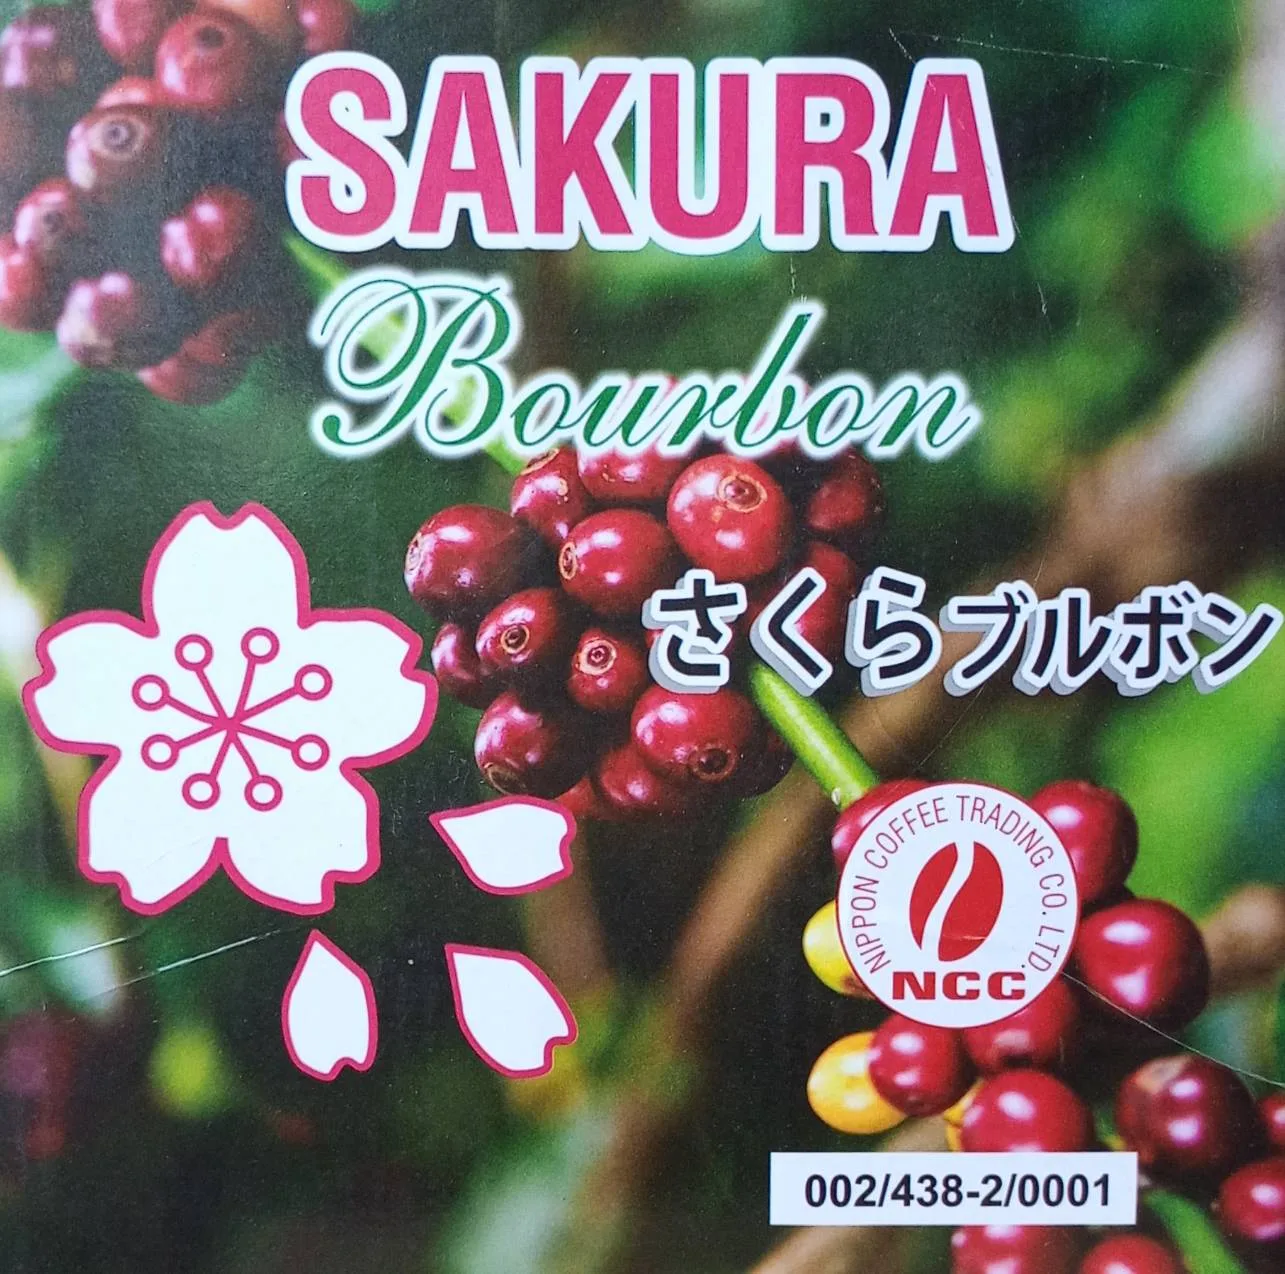 SAKURA
Bourbon
さくらブルボン
NIPPON COFFEE TRADING CO. LTD.
NCC
002/438-2/0001